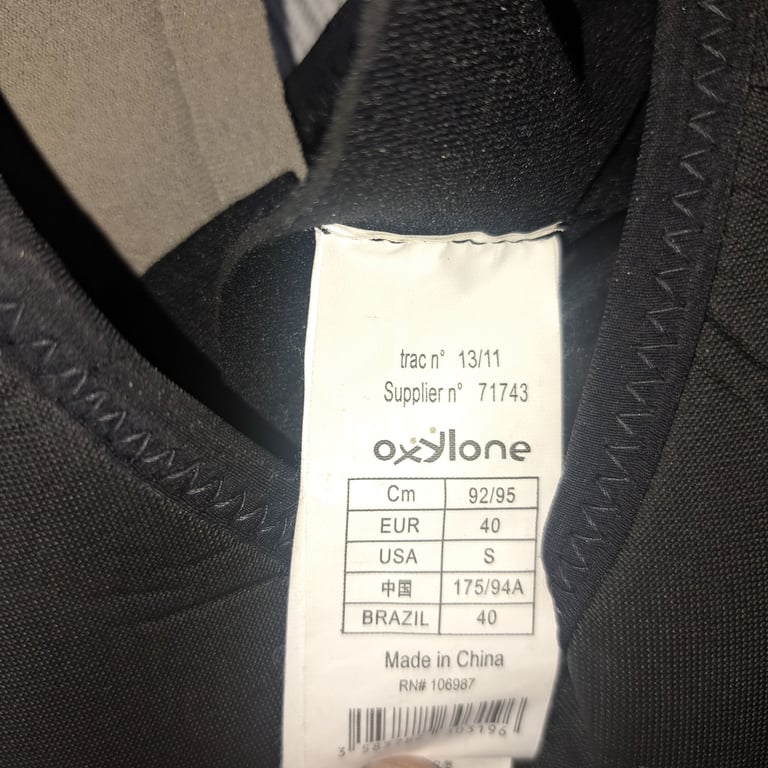 trac n° 13/11
Supplier n° 71743
oxylone
Cm 92/95
EUR 40
USA S
中国 175/94A
BRAZIL 40
Made in China
RN# 106987